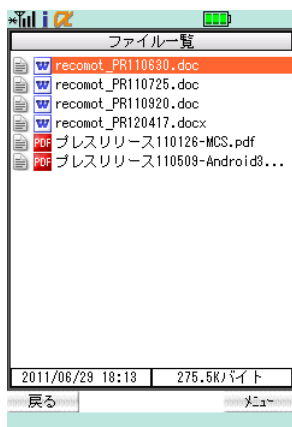 ファイル一覧
recomot_PR110630.doc
recomot_PR110725.doc
recomot_PR110920.doc
recomot_PR120417.docx
プレスリリース110126-MCS.pdf
プレスリリース110509-Android3...
2011/06/29 18:13 275.5Kバイト
戻る メニュー